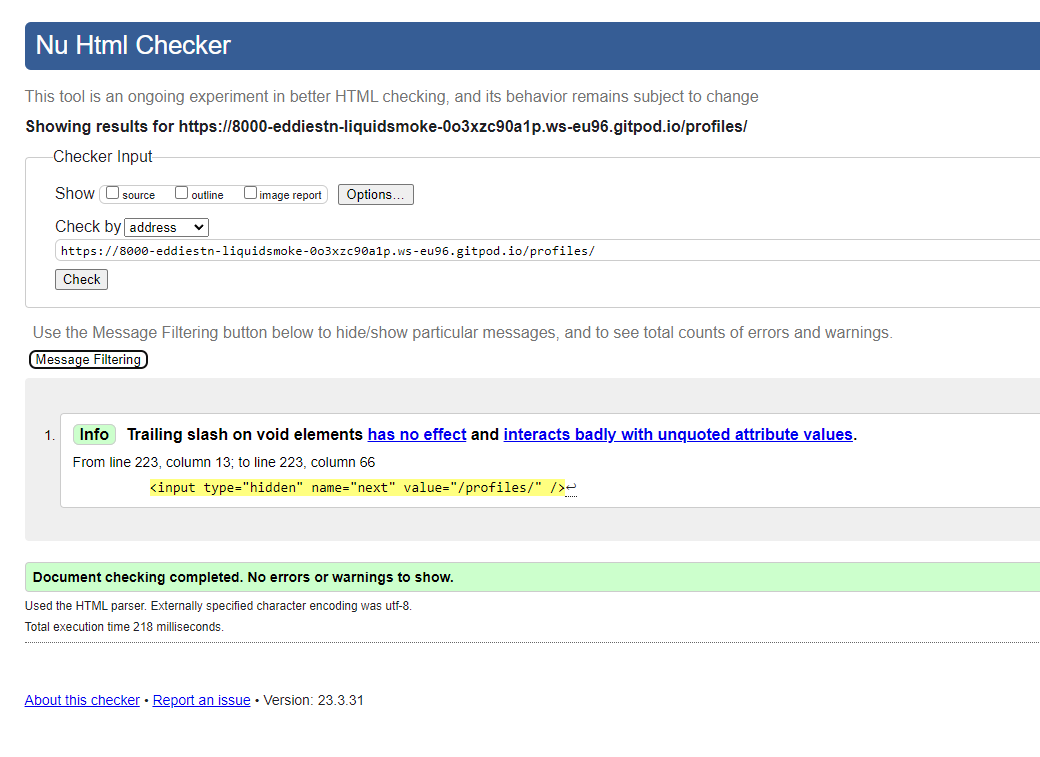 Nu Html Checker
This tool is an ongoing experiment in better HTML checking, and its behavior remains subject to change
Showing results for https://8000-eddiestn-liquidsmoke-0o3xzc90a1p.ws-eu96.gitpod.io/profiles/
Checker Input
Show source outline image report Options...
Check by address
https://8000-eddiestn-liquidsmoke-0o3xzc90a1p.ws-eu96.gitpod.io/profiles/
Check
Use the Message Filtering button below to hide/show particular messages, and to see total counts of errors and warnings.
Message Filtering
1. Info Trailing slash on void elements has no effect and interacts badly with unquoted attribute values.
From line 223, column 13; to line 223, column 66
<input type="hidden" name="next" value="/profiles/" />↩
Document checking completed. No errors or warnings to show.
Used the HTML parser. Externally specified character encoding was utf-8.
Total execution time 218 milliseconds.
About this checker • Report an issue • Version: 23.3.31